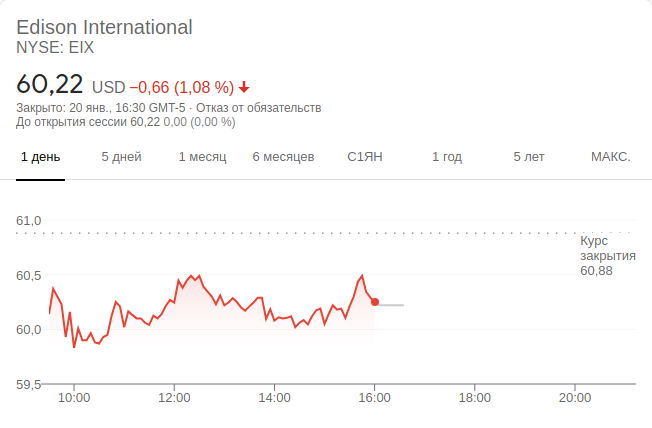 Edison International
NYSE: EIX
60,22 USD −0,66 (1,08 %)
Закрыто: 20 янв., 16:30 GMT-5 · Отказ от обязательств
До открытия сессии 60,22 0,00 (0,00 %)
1 день 5 дней 1 месяц 6 месяцев С1ЯН 1 год 5 лет МАКС.
61,0
Курс
закрытия
60,88
60,5
60,0
59,5
10:00 12:00 14:00 16:00 18:00 20:00